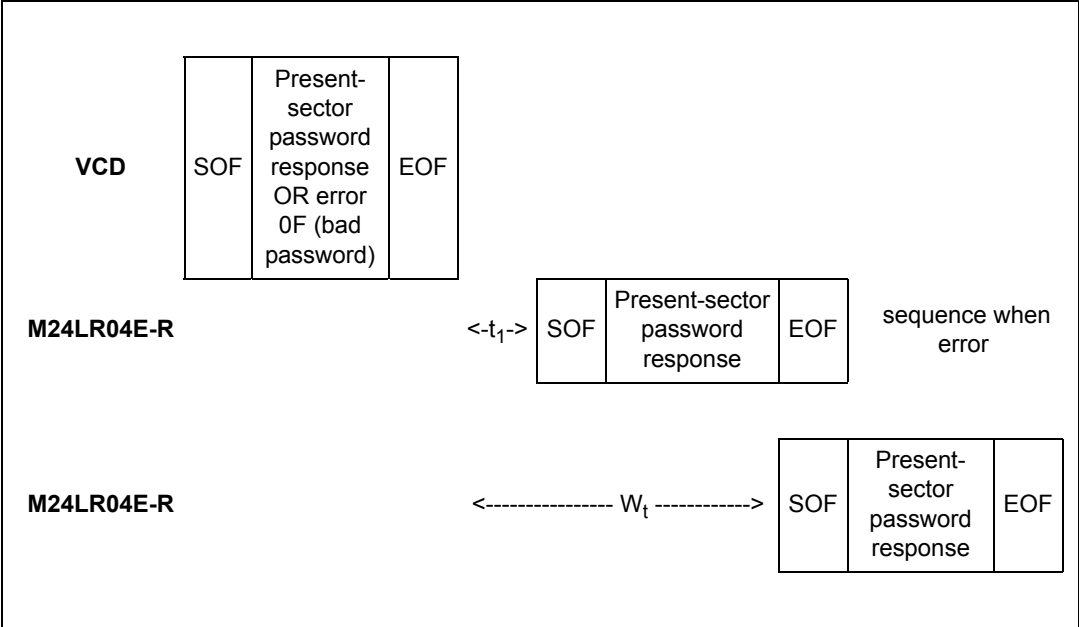 Present-
sector
password
VCD SOF response EOF
OR error
0F (bad
password)
Present-sector
M24LR04E-R <-t1-> SOF password EOF sequence when
response error
Present-
sector
M24LR04E-R <---------------- Wt -------------> SOF password EOF
response